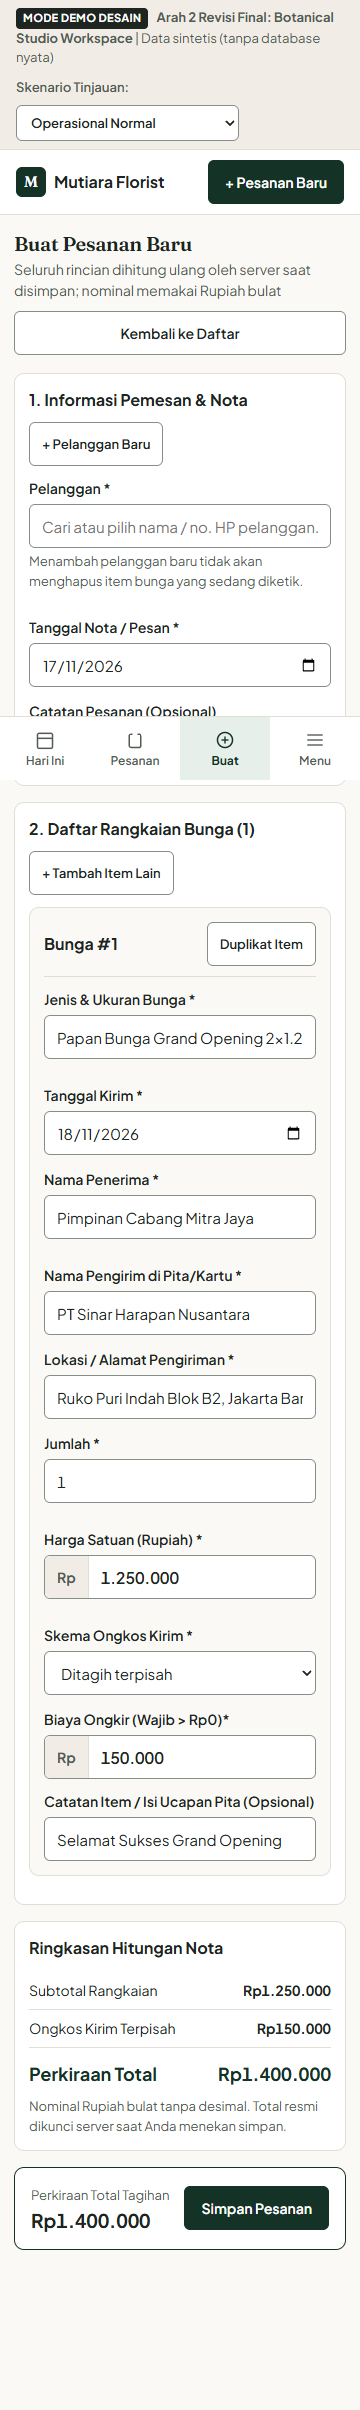 MODE DEMO DESAIN Arah 2 Revisi Final: Botanical
Studio Workspace | Data sintetis (tanpa database
nyata)
Skenario Tinjauan:
Operasional Normal
M Mutiara Florist + Pesanan Baru
Buat Pesanan Baru
Seluruh rincian dihitung ulang oleh server saat
disimpan; nominal memakai Rupiah bulat
Kembali ke Daftar
1. Informasi Pemesan & Nota
+ Pelanggan Baru
Pelanggan *
Cari atau pilih nama / no. HP pelanggan.
Menambah pelanggan baru tidak akan
menghapus item bunga yang sedang diketik.
Tanggal Nota / Pesan *
17/11/2026
Catatan Pesanan (Opsional)
Hari Ini Pesanan Buat Menu
2. Daftar Rangkaian Bunga (1)
+ Tambah Item Lain
Bunga #1 Duplikat Item
Jenis & Ukuran Bunga *
Papan Bunga Grand Opening 2×1.2
Tanggal Kirim *
18/11/2026
Nama Penerima *
Pimpinan Cabang Mitra Jaya
Nama Pengirim di Pita/Kartu *
PT Sinar Harapan Nusantara
Lokasi / Alamat Pengiriman *
Ruko Puri Indah Blok B2, Jakarta Bar
Jumlah *
1
Harga Satuan (Rupiah) *
Rp 1.250.000
Skema Ongkos Kirim *
Ditagih terpisah
Biaya Ongkir (Wajib > Rp0)*
Rp 150.000
Catatan Item / Isi Ucapan Pita (Opsional)
Selamat Sukses Grand Opening
Ringkasan Hitungan Nota
Subtotal Rangkaian Rp1.250.000
Ongkos Kirim Terpisah Rp150.000
Perkiraan Total Rp1.400.000
Nominal Rupiah bulat tanpa desimal. Total resmi
dikunci server saat Anda menekan simpan.
Perkiraan Total Tagihan
Rp1.400.000 Simpan Pesanan